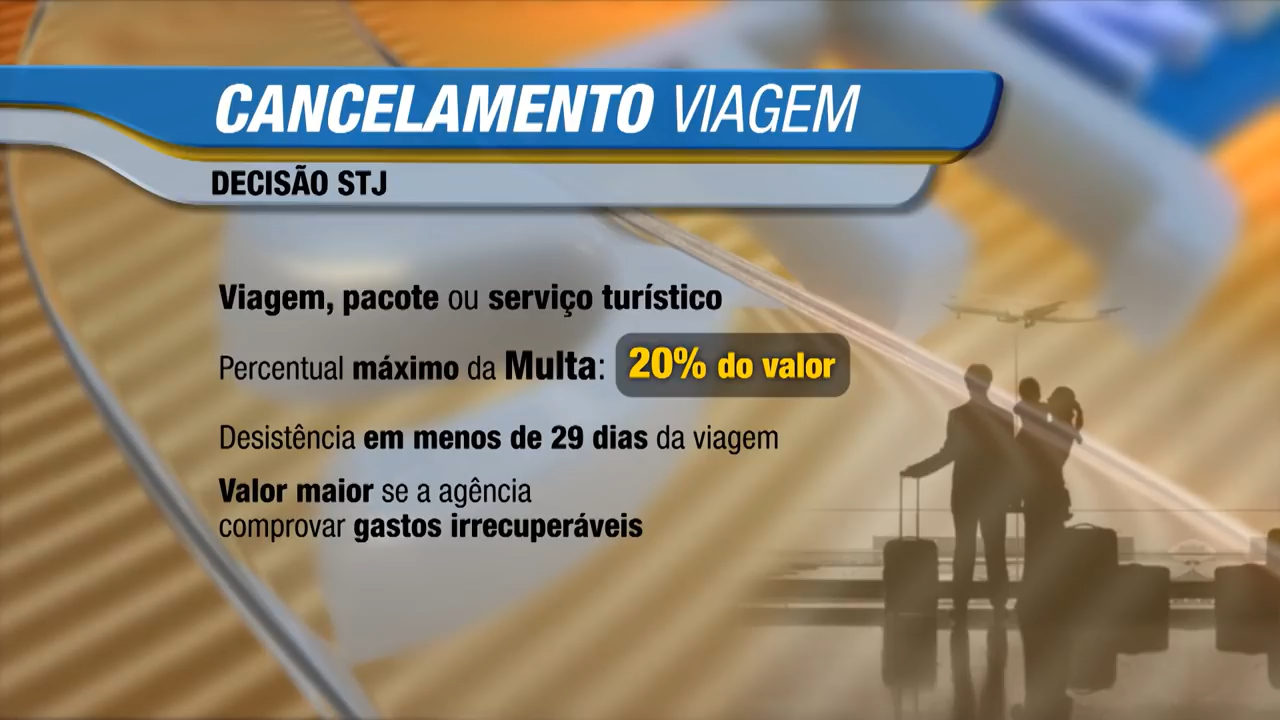 CANCELAMENTO VIAGEM
DECISÃO STJ
Viagem, pacote ou serviço turístico
Percentual máximo da Multa: 20% do valor
Desistência em menos de 29 dias da viagem
Valor maior se a agência
comprovar gastos irrecuperáveis